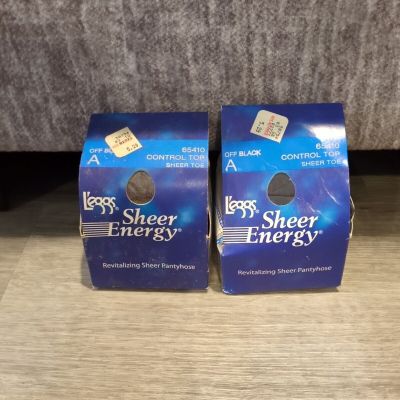 OFF
65410
A
CONTROL TOP
SHEER TOE
L'eggs
Sheer
Energy®
Revitalizing Sheer Pantyhose
OFF BLACK
65410
A
CONTROL TOP
SHEER TOE
L'eggs
Sheer
Energy®
Revitalizing Sheer Pantyhose